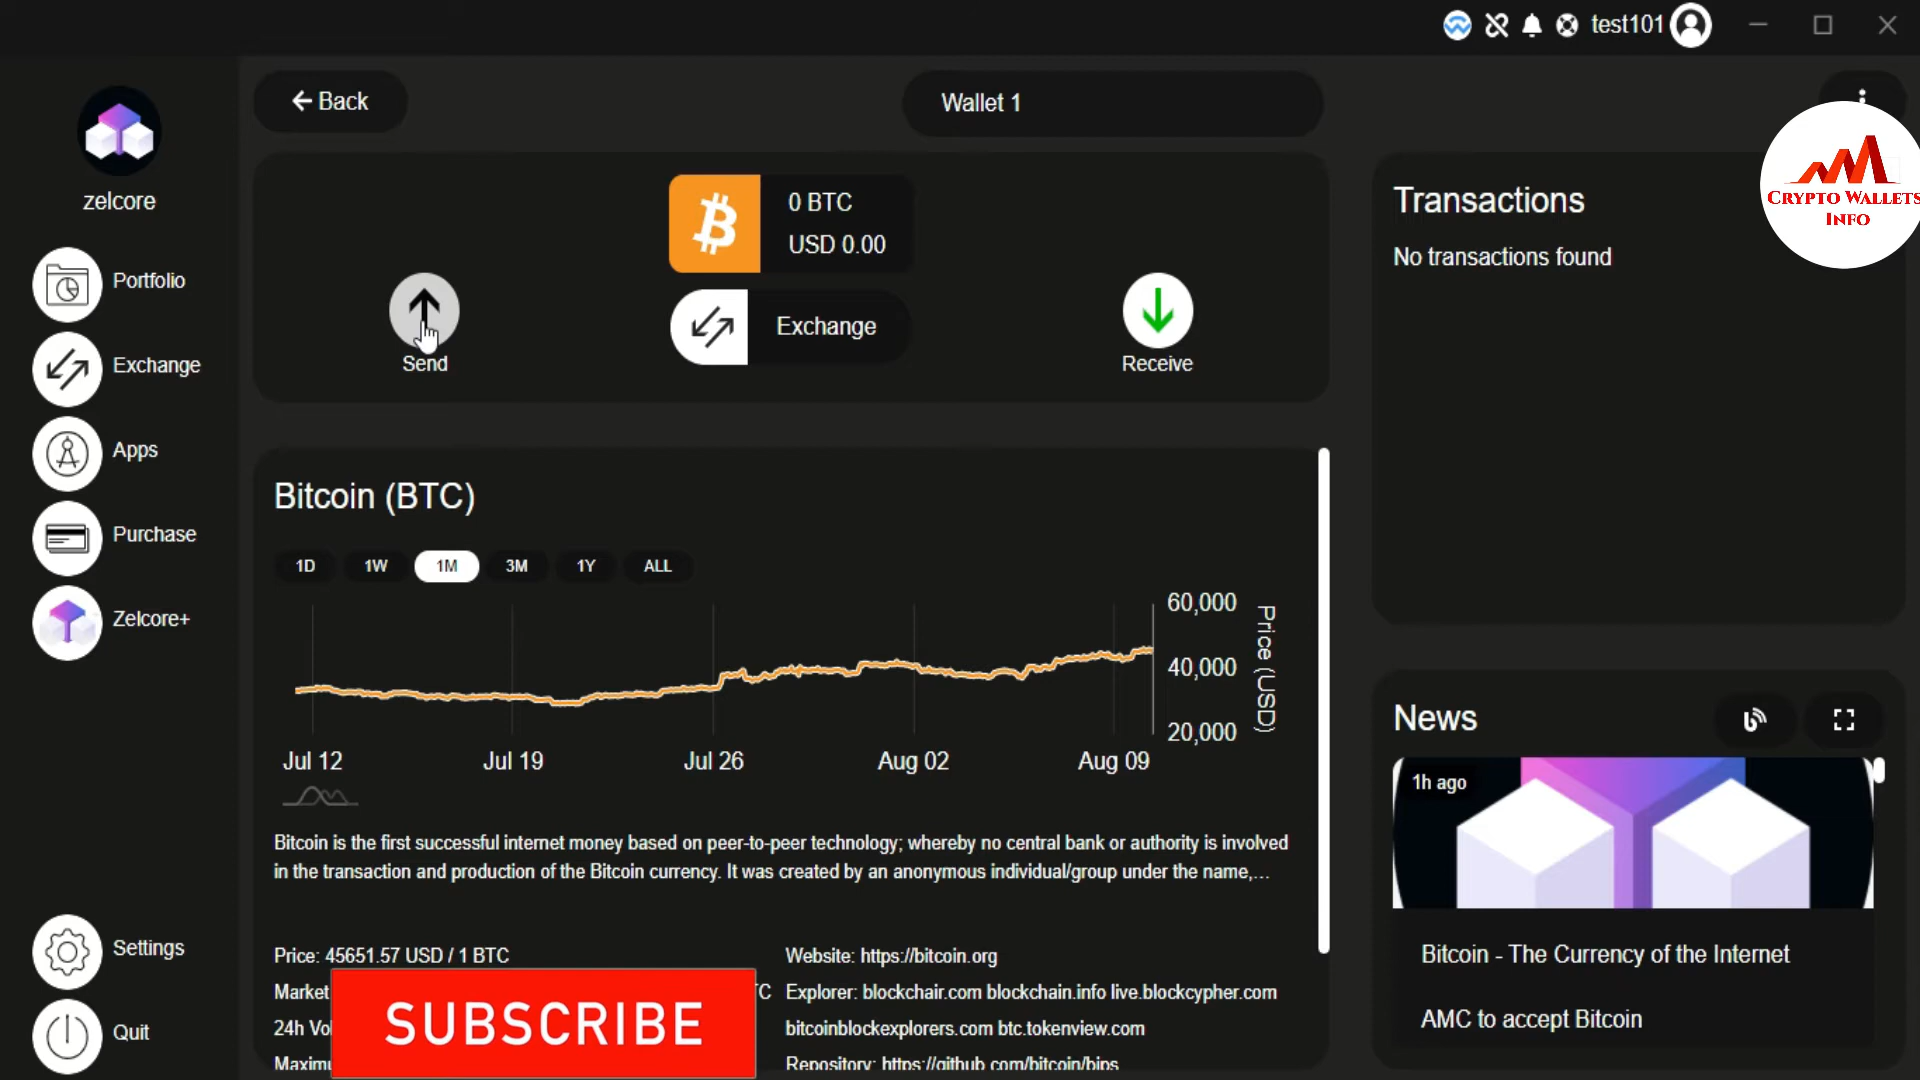 test101
Back
Wallet 1
CRYPTO WALLETS
INFO
zelcore
Portfolio
Exchange
Apps
Purchase
Zelcore+
Settings
Quit
0 BTC
USD 0.00
Send
Exchange
Receive
Transactions
No transactions found
Bitcoin (BTC)
1D 1W 1M 3M 1Y ALL
60,000
40,000
20,000
Price (USD)
Jul 12 Jul 19 Jul 26 Aug 02 Aug 09
Bitcoin is the first successful internet money based on peer-to-peer technology; whereby no central bank or authority is involved
in the transaction and production of the Bitcoin currency. It was created by an anonymous individual/group under the name,...
Price: 45651.57 USD / 1 BTC
Market
24h
SUBSCRIBE
Website: https://bitcoin.org
Explorer: blockchair.com blockchain.info live.blockcypher.com
bitcoinblockexplorers.com btc.tokenview.com
Repository: https://github.com/bitcoin/bips
News
1h ago
Bitcoin - The Currency of the Internet
AMC to accept Bitcoin